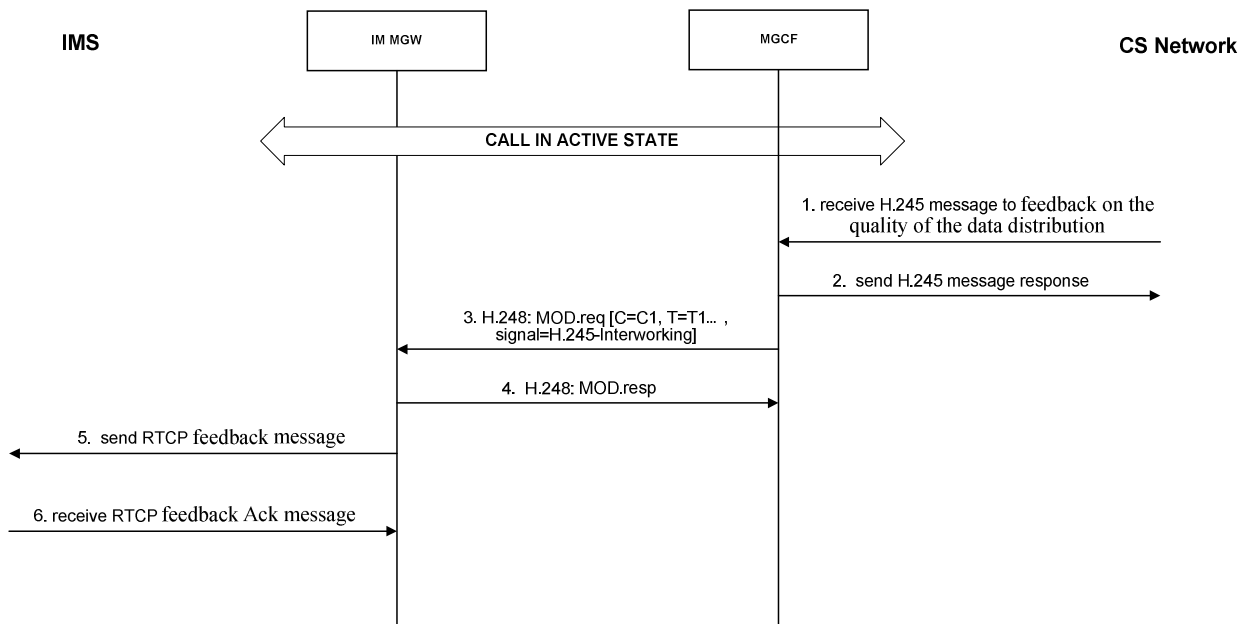 IMS
IM MGW
MGCF
CS Network
CALL IN ACTIVE STATE
1. receive H.245 message to feedback on the
quality of the data distribution
2. send H.245 message response
3. H.248: MOD.req [C=C1, T=T1... ,
signal=H.245-Interworking]
4. H.248: MOD.resp
5. send RTCP feedback message
6. receive RTCP feedback Ack message